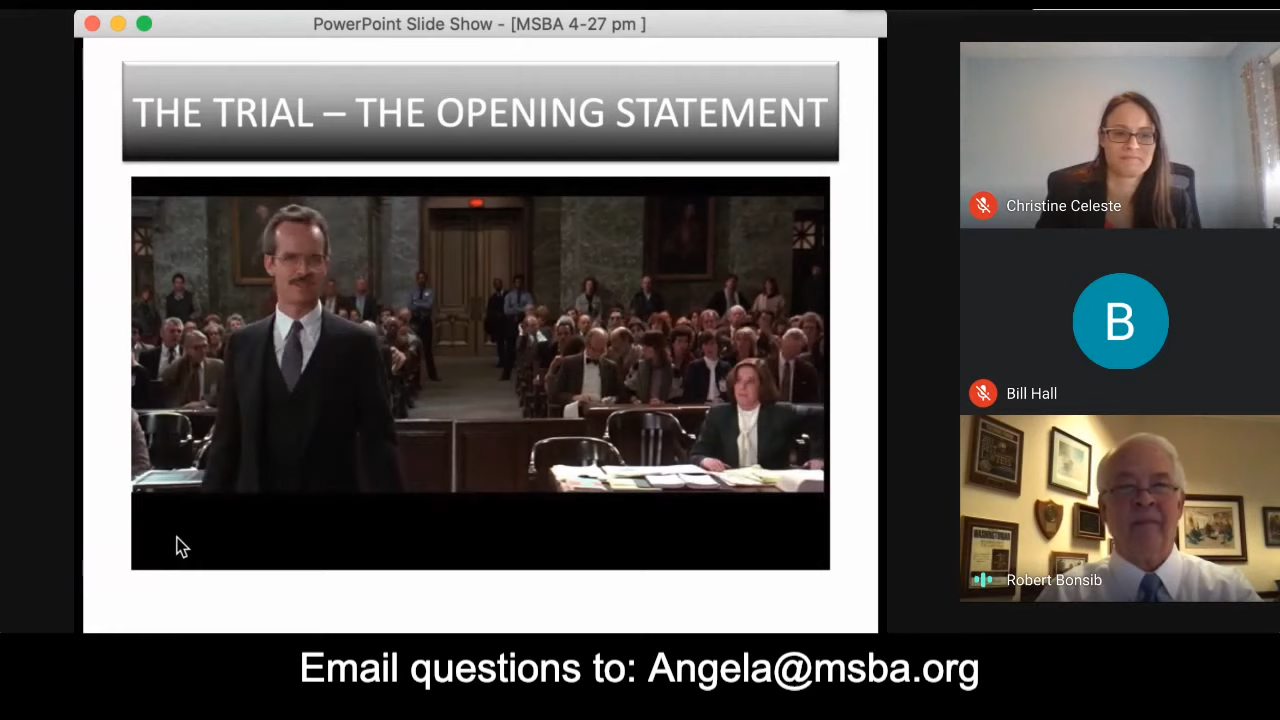 PowerPoint Slide Show - [MSBA 4-27 pm ]
THE TRIAL – THE OPENING STATEMENT
Christine Celeste
B
Bill Hall
Robert Bonsib
Email questions to: Angela@msba.org